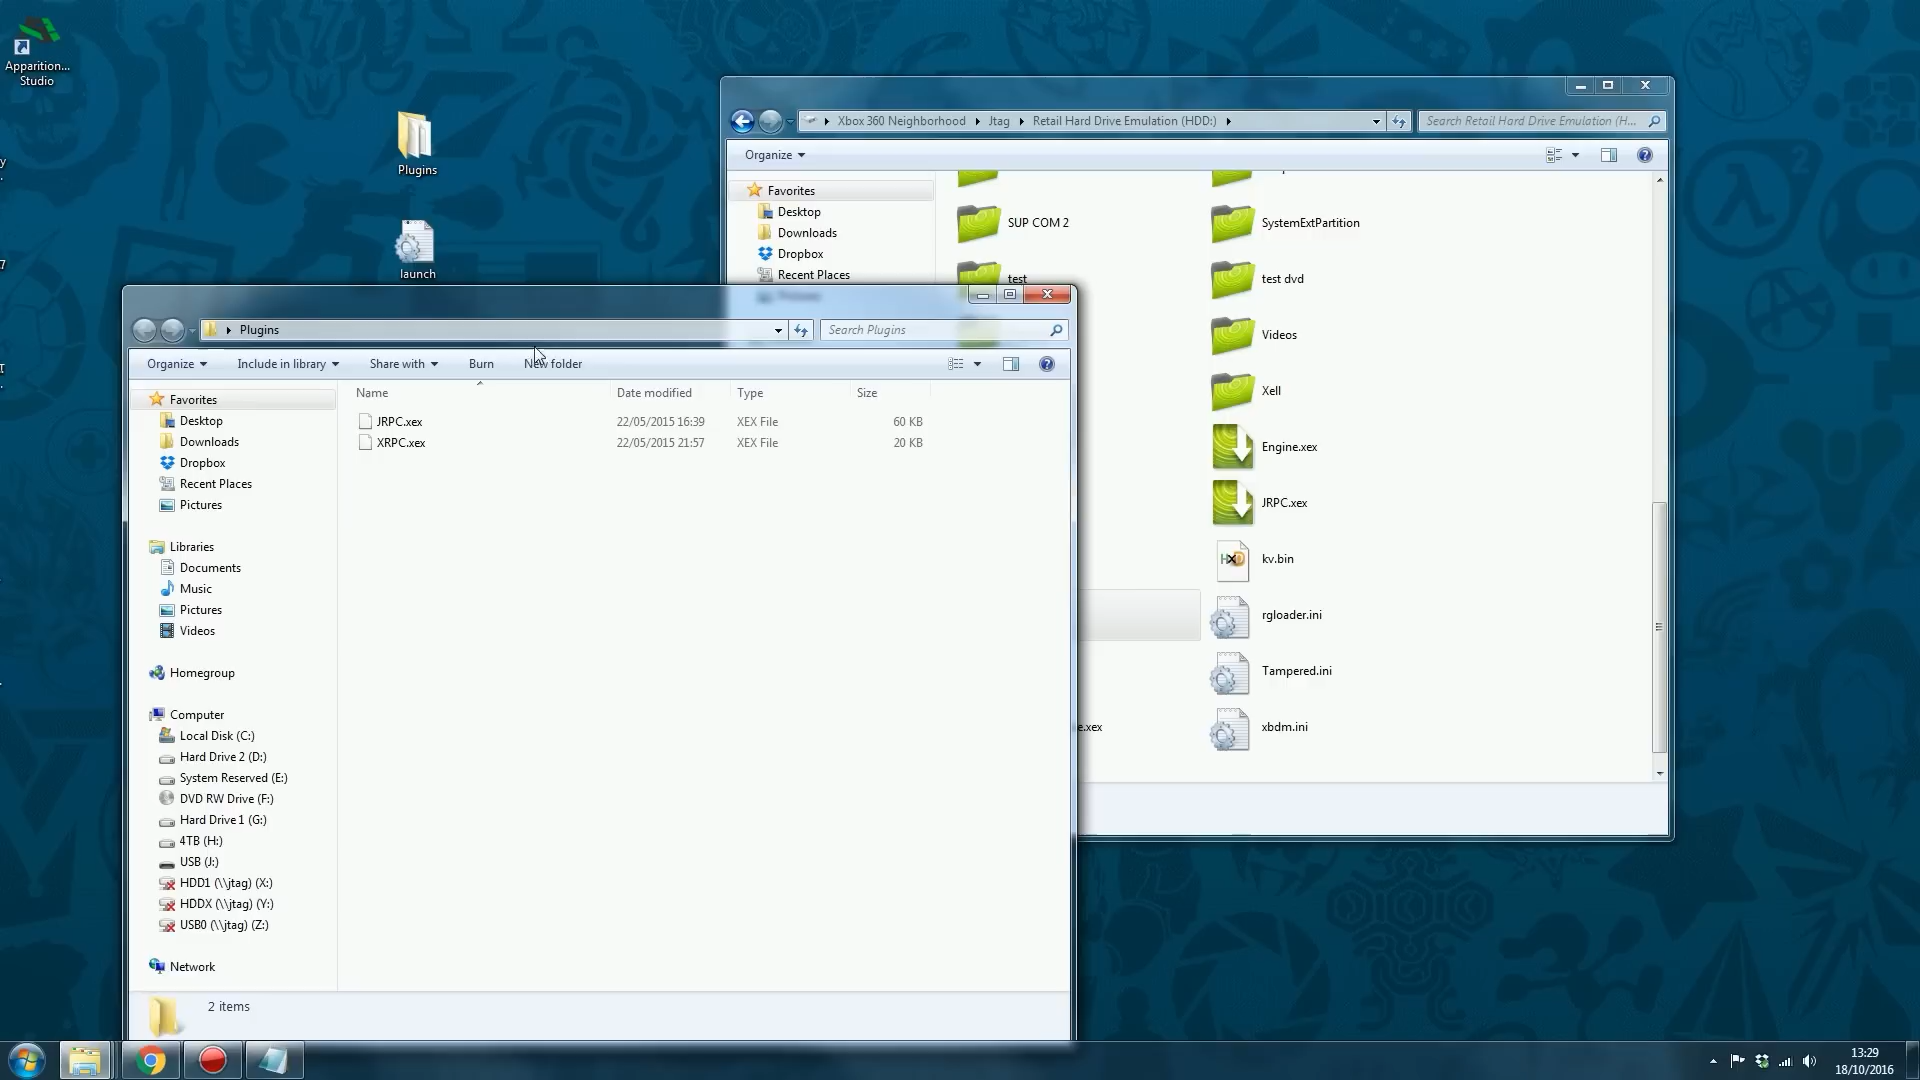 Apparition...
Studio
Plugins
launch
Xbox 360 Neighborhood
Jtag
Retail Hard Drive Emulation (HDD:)
Search Retail Hard Drive Emulation (H...
Organize
Favorites
Desktop
Downloads
Dropbox
Recent Places
SUP COM 2
SystemExtPartition
test
test dvd
Videos
Xell
Engine.xex
JRPC.xex
kv.bin
rgloader.ini
Tampered.ini
e.xex
xbdm.ini
Plugins
Search Plugins
Organize
Include in library
Share with
Burn
New folder
Name
Date modified
Type
Size
JRPC.xex
22/05/2015 16:39
XEX File
60 KB
XRPC.xex
22/05/2015 21:57
XEX File
20 KB
Favorites
Desktop
Downloads
Dropbox
Recent Places
Pictures
Libraries
Documents
Music
Pictures
Videos
Homegroup
Computer
Local Disk (C:)
Hard Drive 2 (D:)
System Reserved (E:)
DVD RW Drive (F:)
Hard Drive 1 (G:)
4TB (H:)
USB (J:)
HDD1 (\\jtag) (X:)
HDDX (\\jtag) (Y:)
USB0 (\\jtag) (Z:)
Network
2 items
13:29
18/10/2016